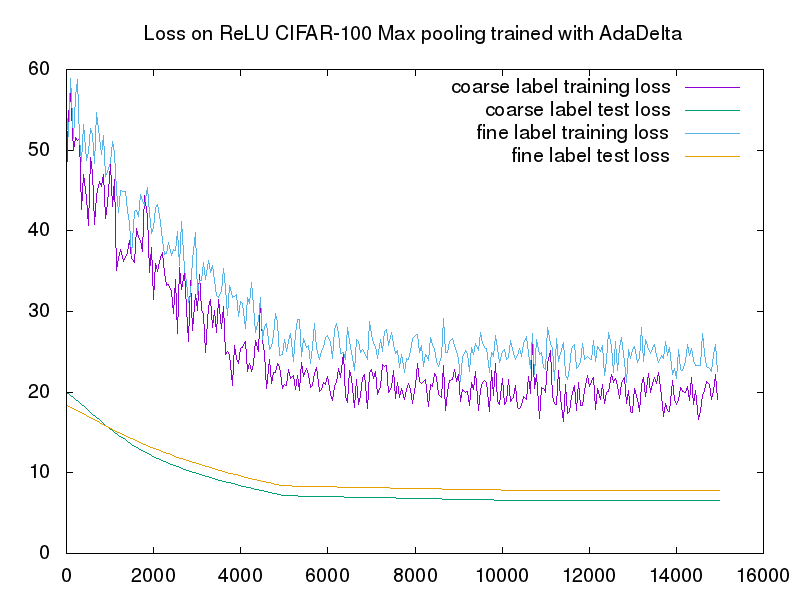 Loss on ReLU CIFAR-100 Max pooling trained with AdaDelta
60
coarse label training loss
coarse label test loss
50
fine label training loss
fine label test loss
40
30
20
10
0
0 2000 4000 6000 8000 10000 12000 14000 16000